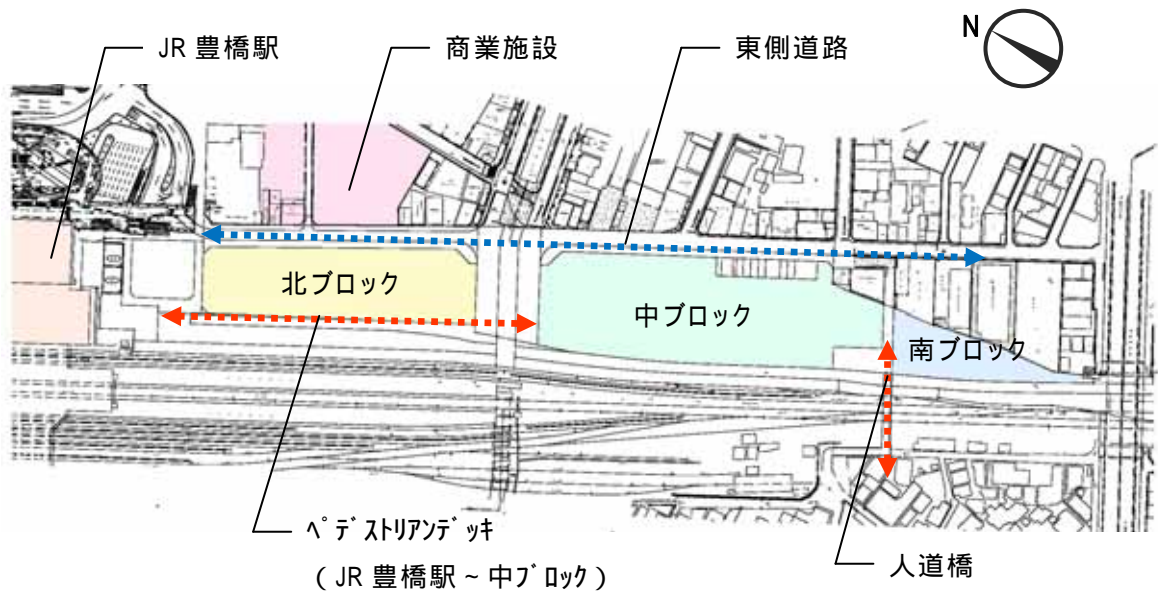 JR 豊橋駅
商業施設
東側道路
N
北ブロック
中ブロック
南ブロック
ﾍﾟﾃﾞｽﾄﾘｱﾝﾃﾞｯｷ
（JR 豊橋駅～中ﾌﾞﾛｯｸ）
人道橋